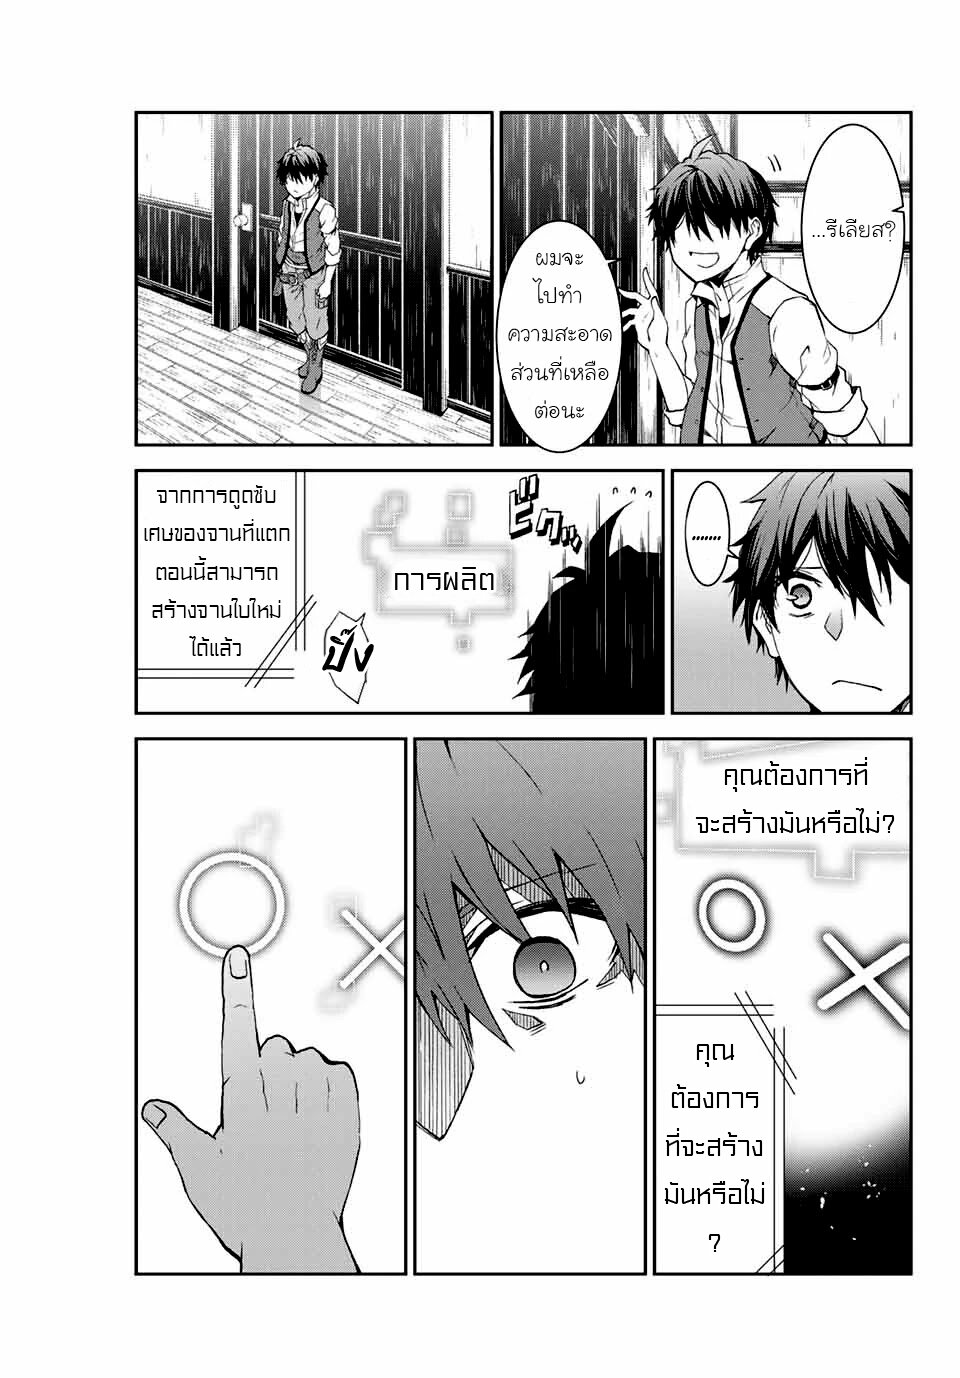 ...รีเลียส?
ผมจะ
ไปทำ
ความสะอาด
ส่วนที่เหลือ
ต่อนะ
........
ビクッ
การผลิต
ปิ๊ง
จากการดูดซับ
เศษของจานที่แตก
ตอนนี้สามารถ
สร้างจานใบใหม่
ได้แล้ว
คุณต้องการที่
จะสร้างมันหรือไม่?
คุณ
ต้องการ
ที่จะสร้าง
มันหรือไม่
?